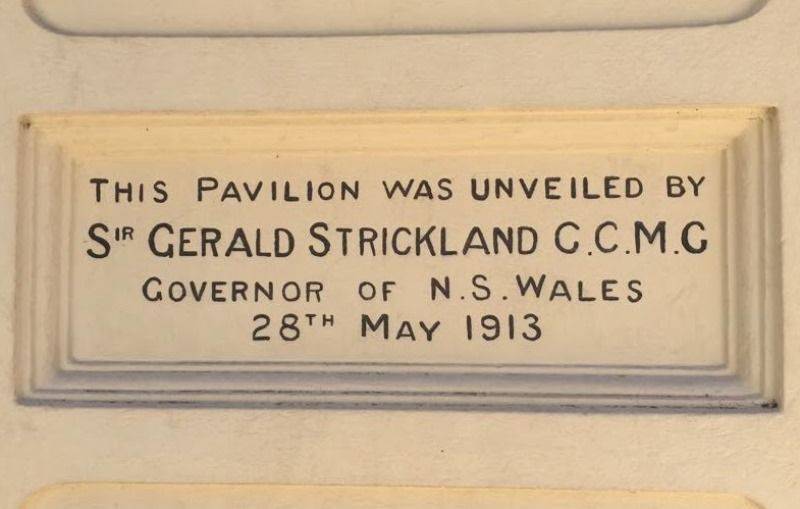 THIS PAVILION WAS UNVEILED BY
SIR GERALD STRICKLAND G.C.M.G
GOVERNOR OF N.S.WALES
28TH MAY 1913